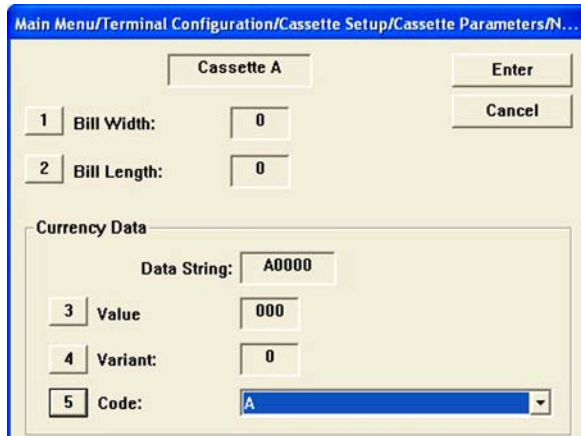 Main Menu/Terminal Configuration/Cassette Setup/Cassette Parameters/N...
Cassette A
Enter
Cancel
1 Bill Width: 0
2 Bill Length: 0
Currency Data
Data String: A0000
3 Value 000
4 Variant: 0
5 Code: A